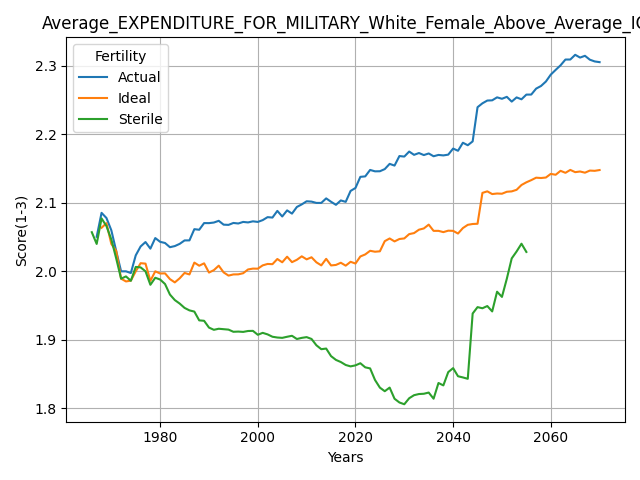 Average_EXPENDITURE_FOR_MILITARY_White_Female_Above_Average_IQ
Fertility
Actual
Ideal
Sterile
Score(1-3)
2.3
2.2
2.1
2.0
1.9
1.8
1980
2000
2020
2040
2060
Years